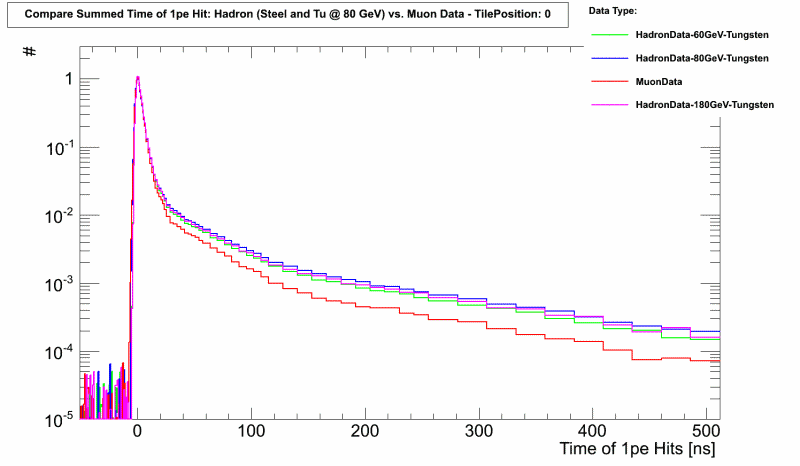 Compare Summed Time of 1pe Hit: Hadron (Steel and Tu @ 80 GeV) vs. Muon Data - TilePosition: 0
Data Type:
HadronData-60GeV-Tungsten
HadronData-80GeV-Tungsten
MuonData
HadronData-180GeV-Tungsten
#
1
10⁻¹
10⁻²
10⁻³
10⁻⁴
10⁻⁵
0 100 200 300 400 500
Time of 1pe Hits [ns]